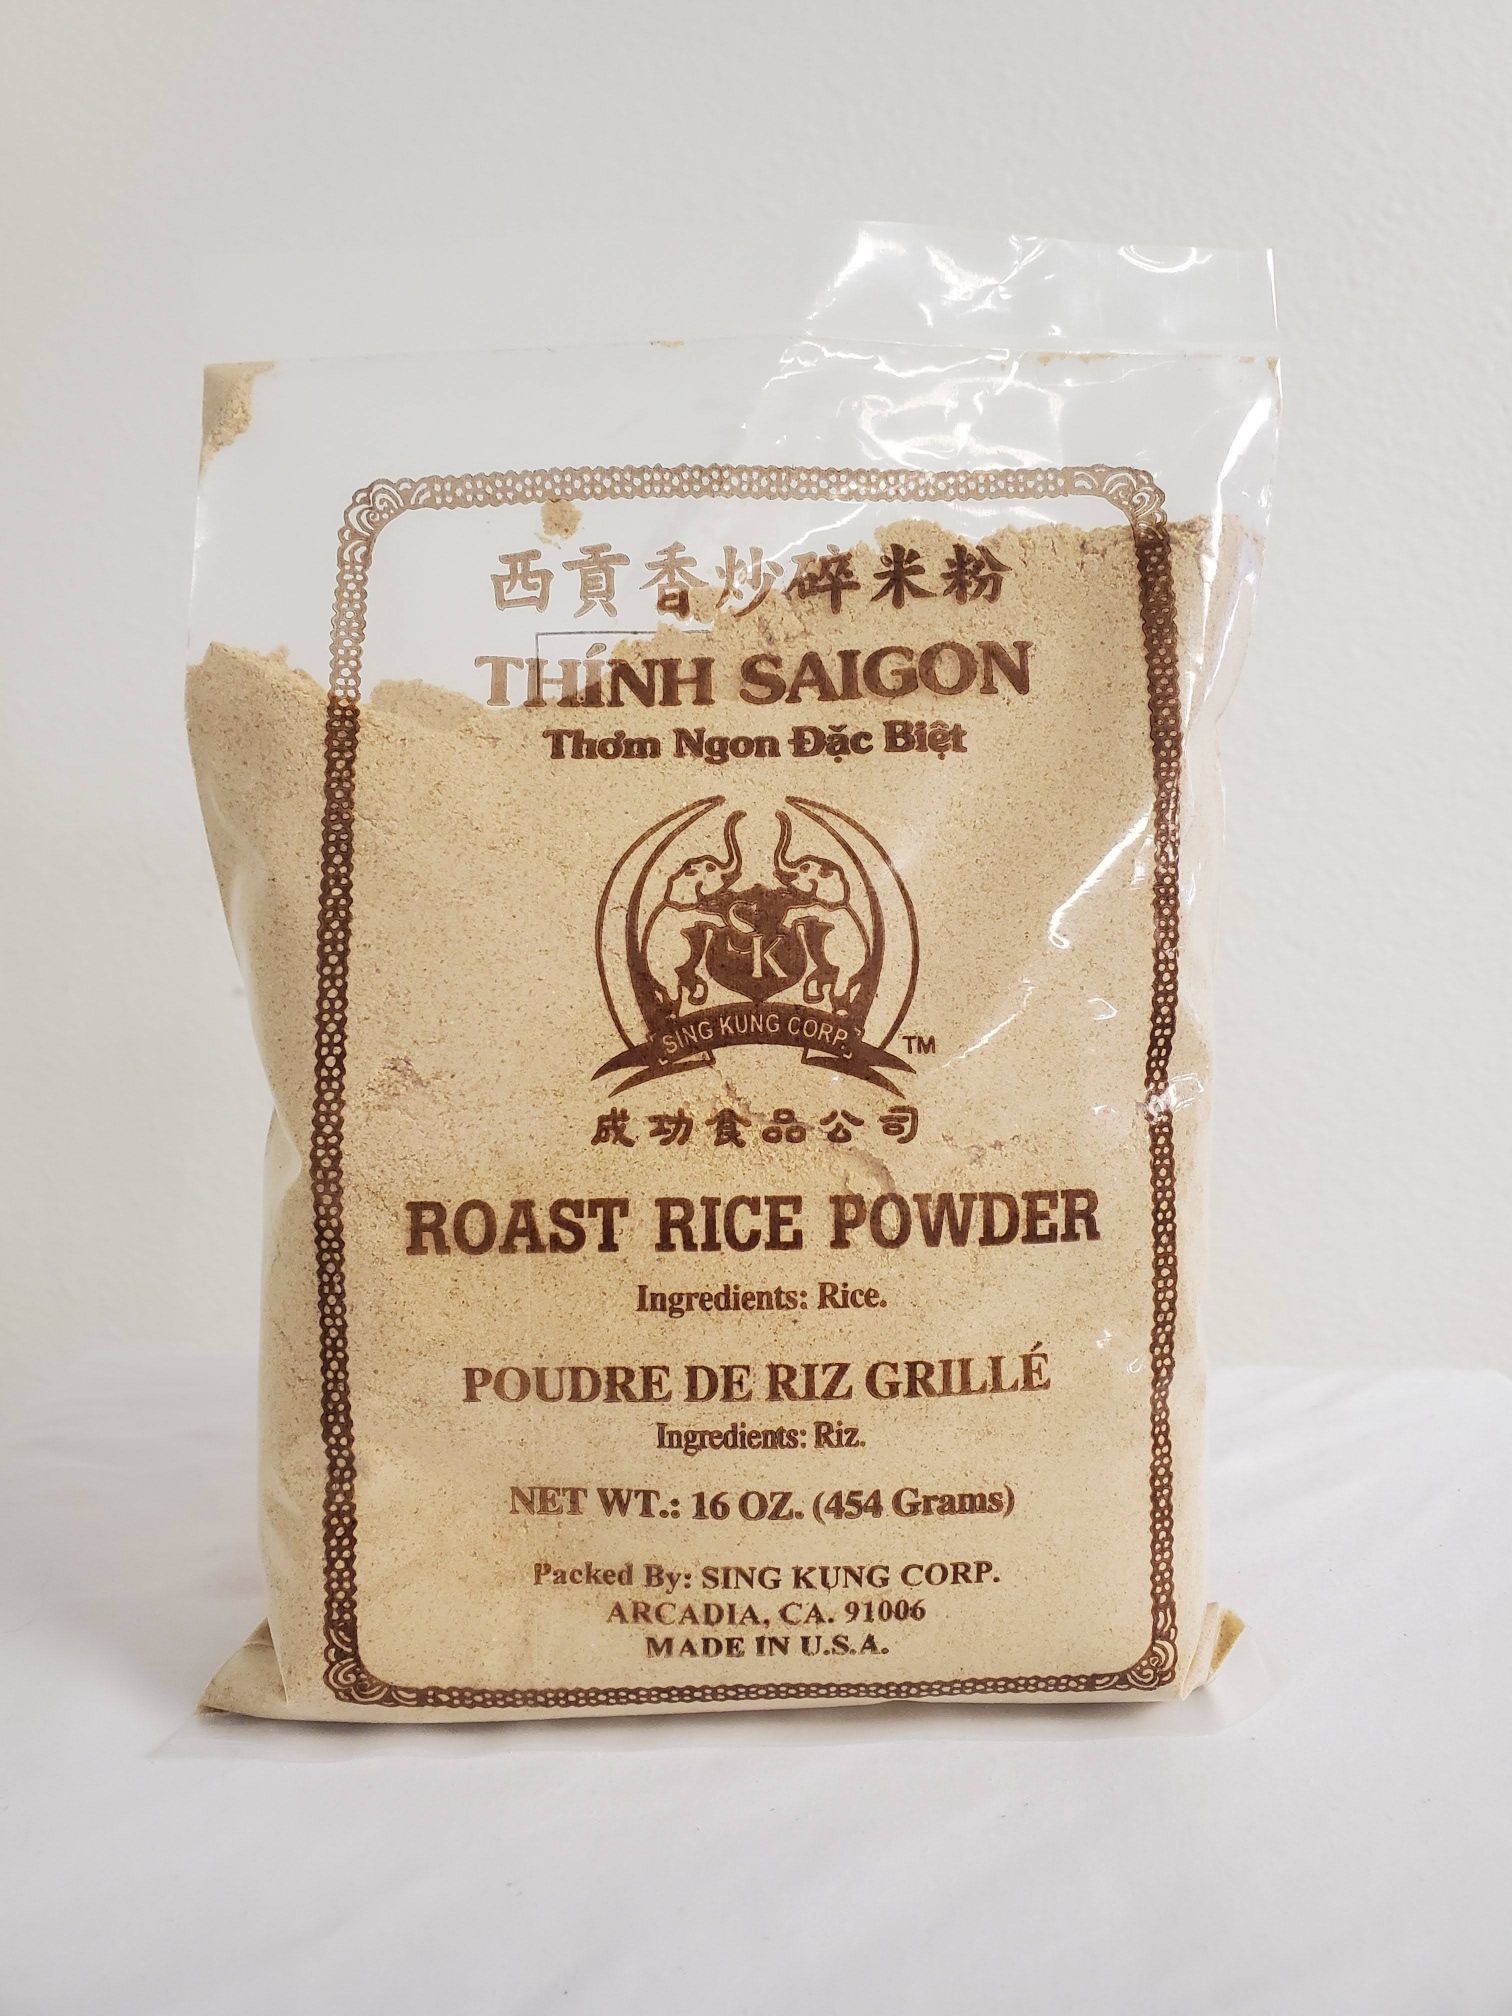 西貢香炒碎米粉
THÍNH SAIGON
Thơm Ngon Đặc Biệt
S
K
SING KUNG CORP.
TM
成功食品公司
ROAST RICE POWDER
Ingredients: Rice.
POUDRE DE RIZ GRILLÉ
Ingredients: Riz.
NET WT.: 16 OZ. (454 Grams)
Packed By: SING KUNG CORP.
ARCADIA, CA. 91006
MADE IN U.S.A.